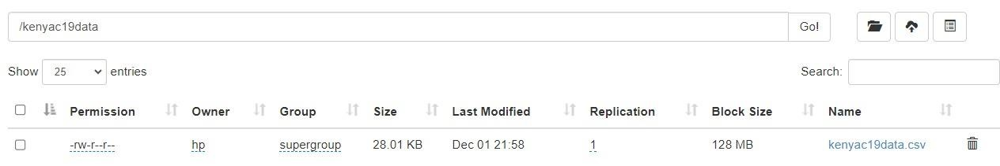 /kenyac19data Go!
Show 25 entries Search:
Permission Owner Group Size Last Modified Replication Block Size Name
-rw-r--r-- hp supergroup 28.01 KB Dec 01 21:58 1 128 MB kenyac19data.csv